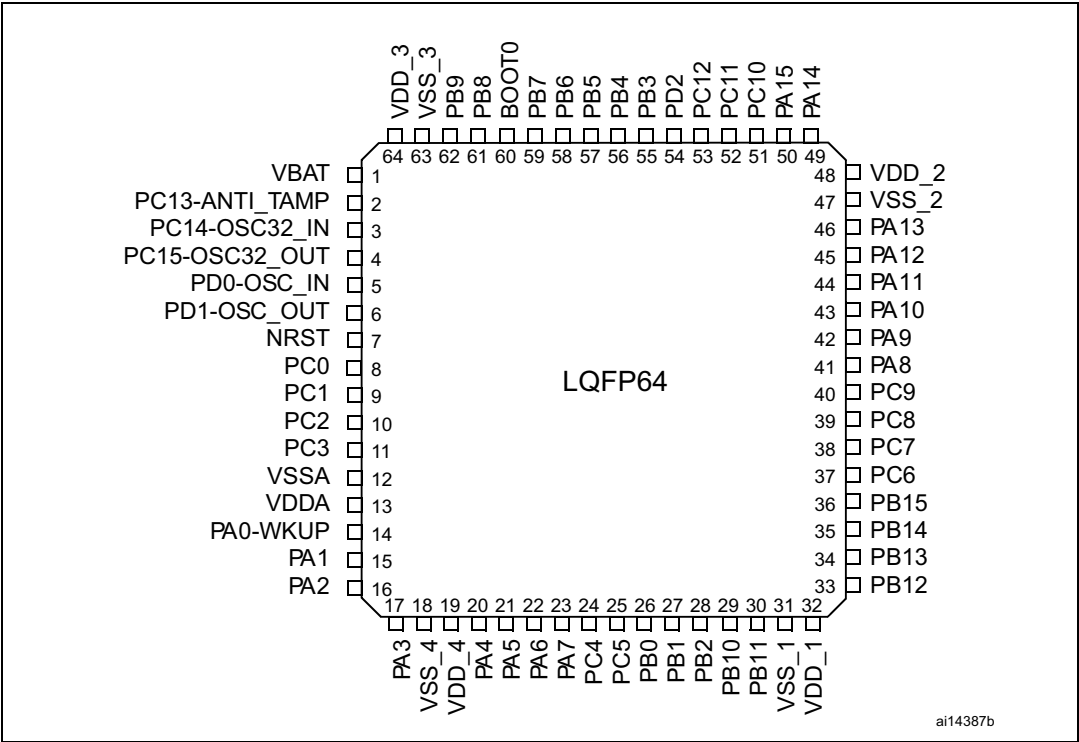 VDD_3
VSS_3
PB9
PB8
BOOT0
PB7
PB6
PB5
PB4
PB3
PD2
PC12
PC11
PC10
PA15
PA14
64 63 62 61 60 59 58 57 56 55 54 53 52 51 50 49
VBAT 1
PC13-ANTI_TAMP 2
PC14-OSC32_IN 3
PC15-OSC32_OUT 4
PD0-OSC_IN 5
PD1-OSC_OUT 6
NRST 7
PC0 8
PC1 9
PC2 10
PC3 11
VSSA 12
VDDA 13
PA0-WKUP 14
PA1 15
PA2 16
LQFP64
48 VDD_2
47 VSS_2
46 PA13
45 PA12
44 PA11
43 PA10
42 PA9
41 PA8
40 PC9
39 PC8
38 PC7
37 PC6
36 PB15
35 PB14
34 PB13
33 PB12
17 18 19 20 21 22 23 24 25 26 27 28 29 30 31 32
PA3
VSS_4
VDD_4
PA4
PA5
PA6
PA7
PC4
PC5
PB0
PB1
PB2
PB10
PB11
VSS_1
VDD_1
ai14387b